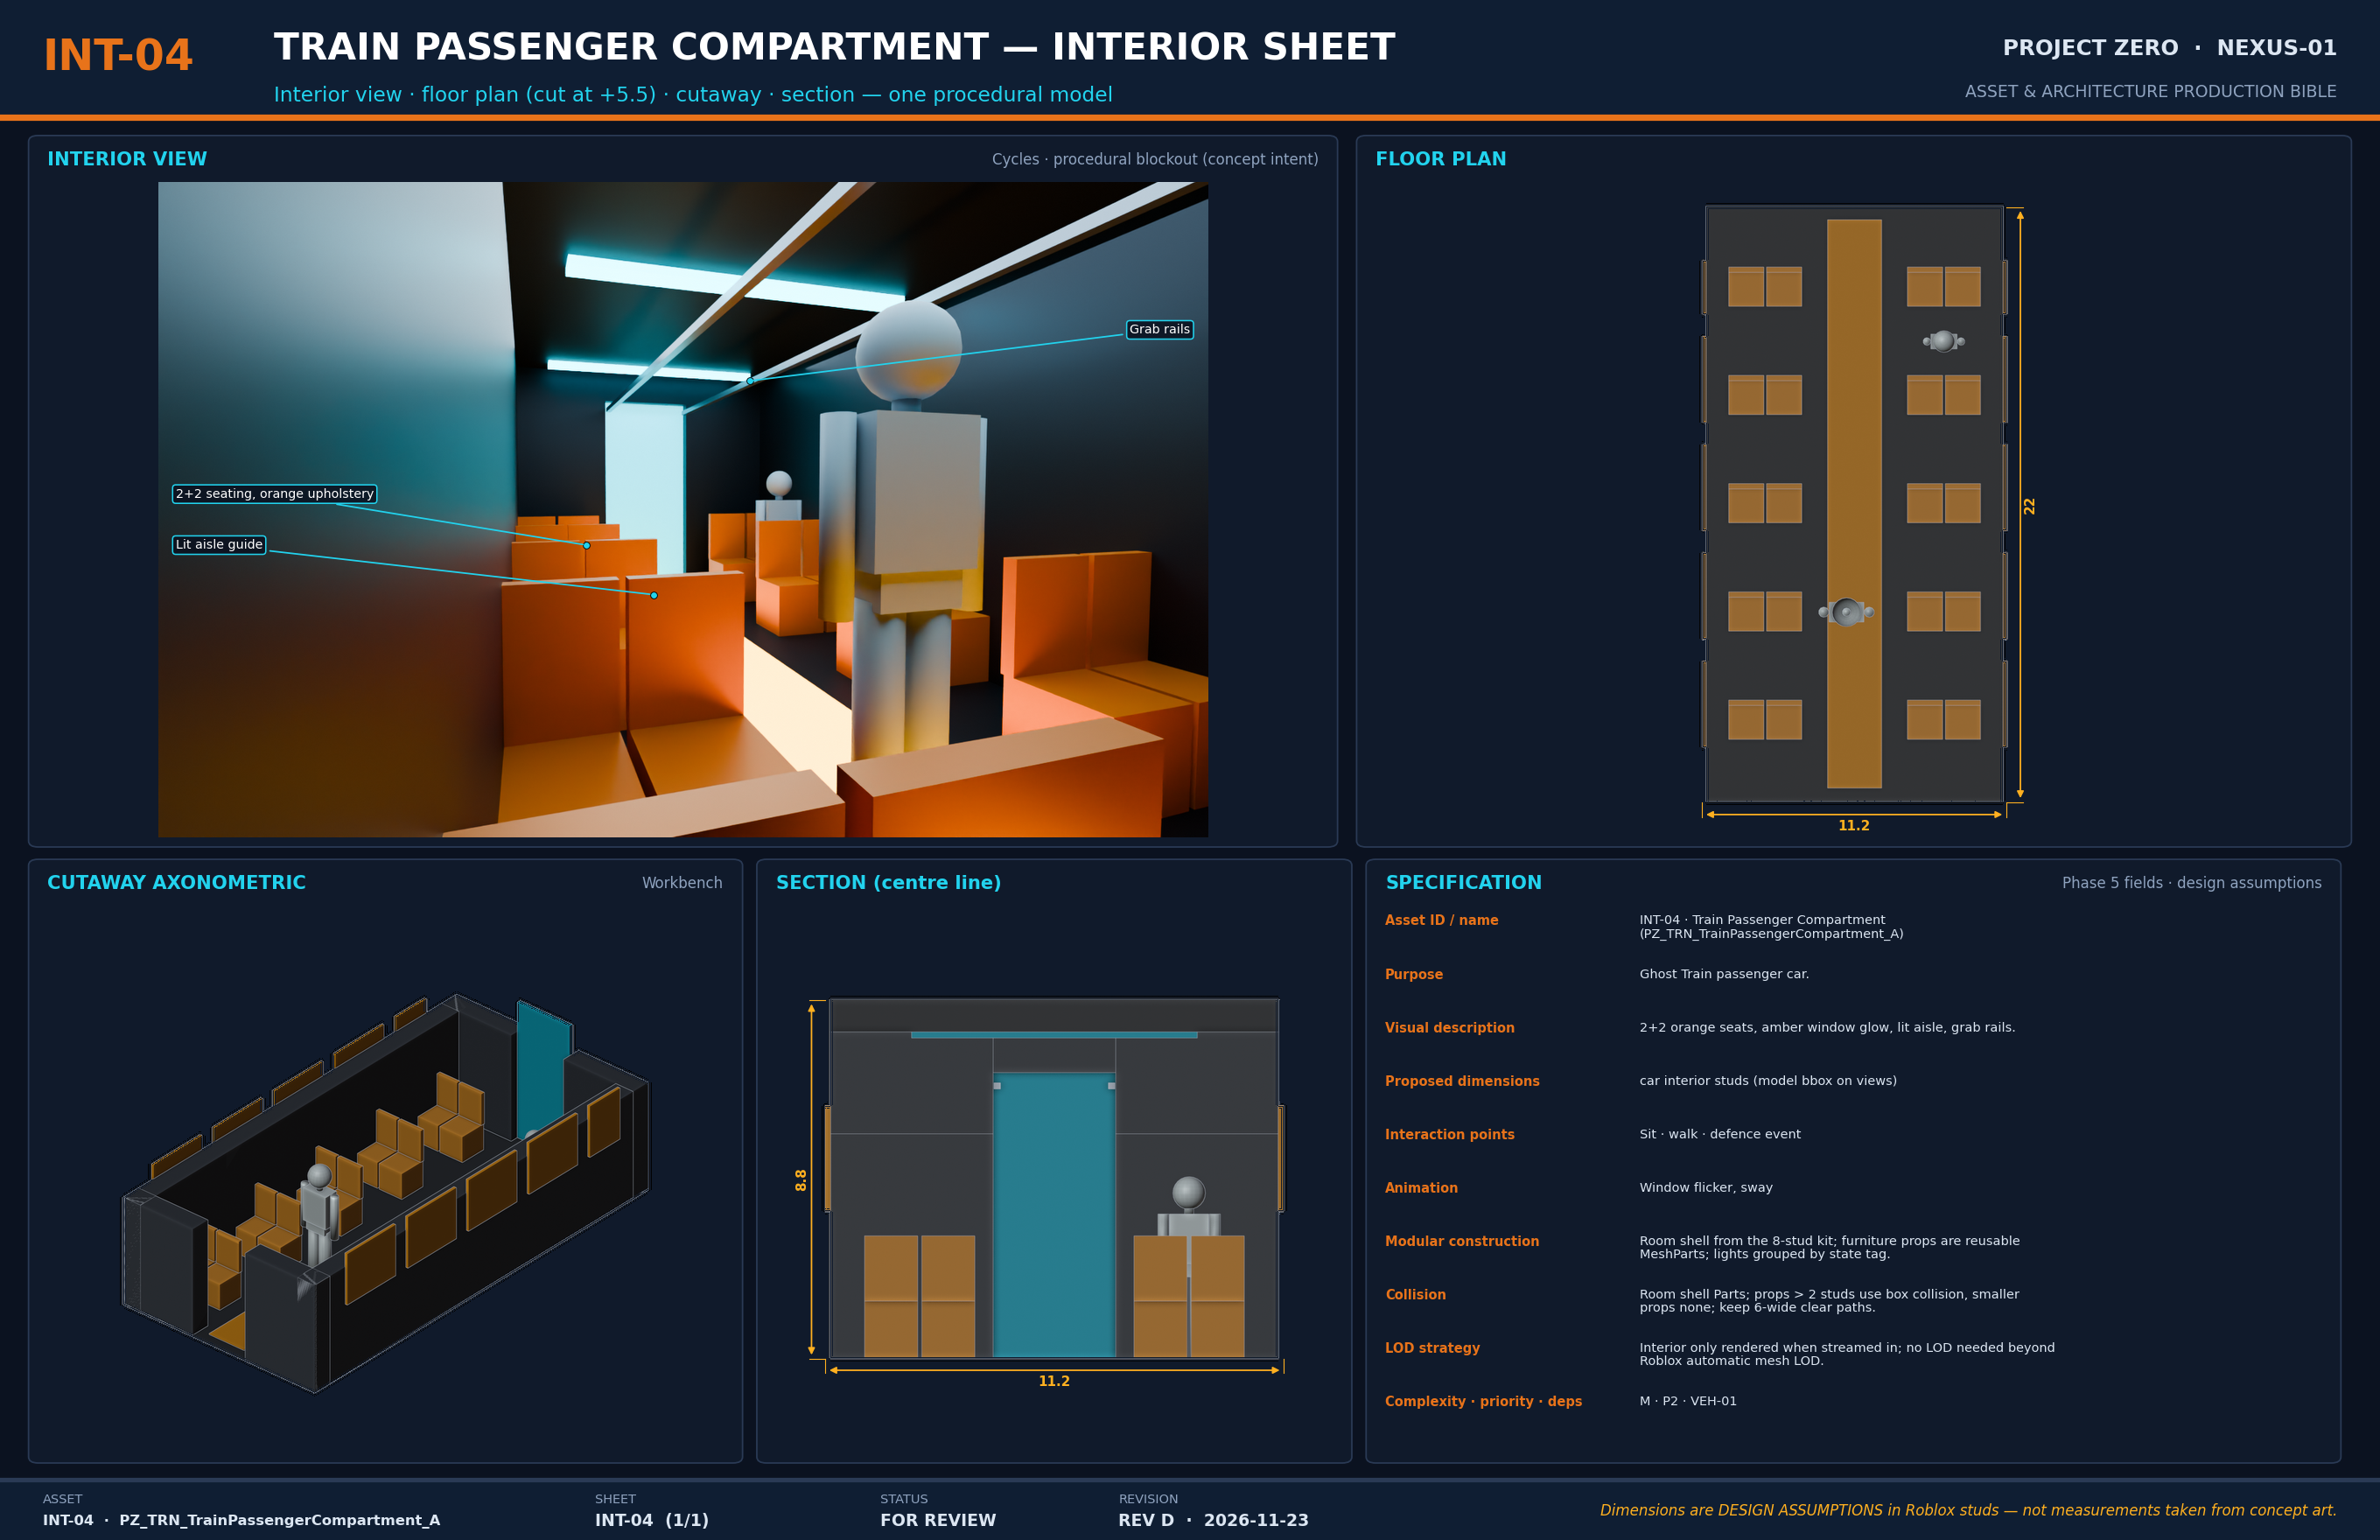 INT-04
TRAIN PASSENGER COMPARTMENT — INTERIOR SHEET
Interior view · floor plan (cut at +5.5) · cutaway · section — one procedural model
PROJECT ZERO · NEXUS-01
ASSET & ARCHITECTURE PRODUCTION BIBLE
INTERIOR VIEW
Cycles · procedural blockout (concept intent)
Grab rails
2+2 seating, orange upholstery
Lit aisle guide
FLOOR PLAN
22
11.2
CUTAWAY AXONOMETRIC
Workbench
SECTION (centre line)
8.8
11.2
SPECIFICATION
Phase 5 fields · design assumptions
Asset ID / name
INT-04 · Train Passenger Compartment
(PZ_TRN_TrainPassengerCompartment_A)
Purpose
Ghost Train passenger car.
Visual description
2+2 orange seats, amber window glow, lit aisle, grab rails.
Proposed dimensions
car interior studs (model bbox on views)
Interaction points
Sit · walk · defence event
Animation
Window flicker, sway
Modular construction
Room shell from the 8-stud kit; furniture props are reusable
MeshParts; lights grouped by state tag.
Collision
Room shell Parts; props > 2 studs use box collision, smaller
props none; keep 6-wide clear paths.
LOD strategy
Interior only rendered when streamed in; no LOD needed beyond
Roblox automatic mesh LOD.
Complexity · priority · deps
M · P2 · VEH-01
ASSET
INT-04 · PZ_TRN_TrainPassengerCompartment_A
SHEET
INT-04 (1/1)
STATUS
FOR REVIEW
REVISION
REV D · 2026-11-23
Dimensions are DESIGN ASSUMPTIONS in Roblox studs — not measurements taken from concept art.